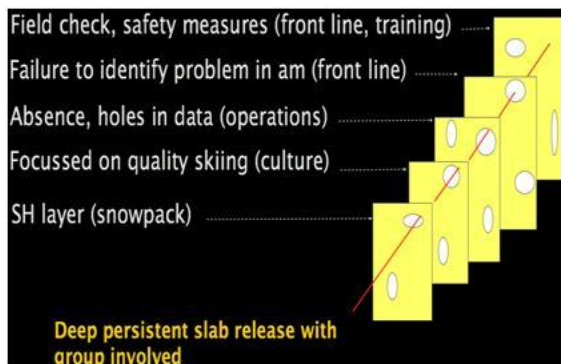 Field check, safety measures (front line, training)
Failure to identify problem in am (front line)
Absence, holes in data (operations)
Focussed on quality skiing (culture)
SH layer (snowpack)
Deep persistent slab release with
group involved